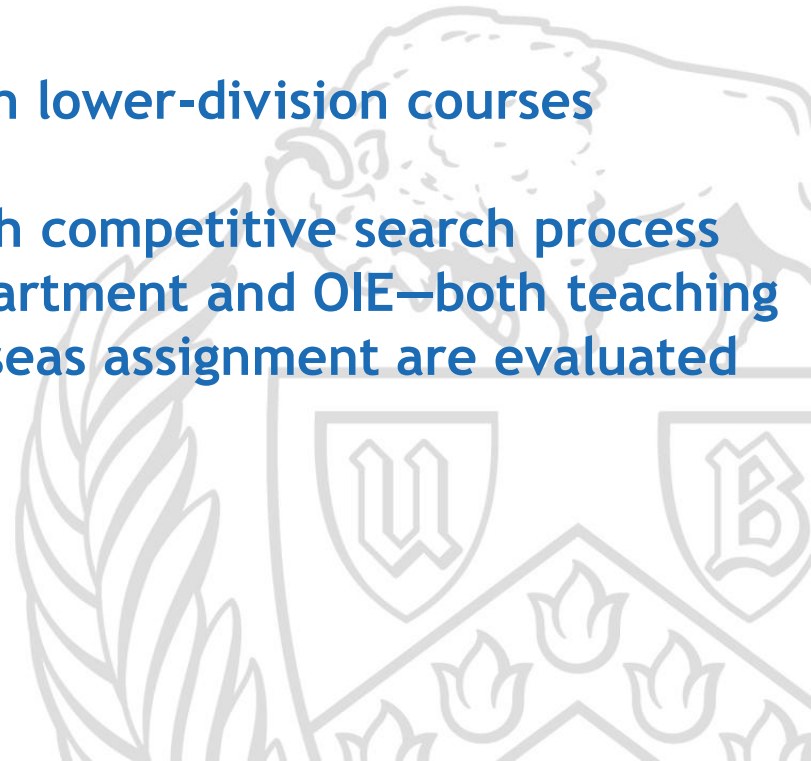 n lower-division courses
h competitive search process
artment and OIE—both teaching
seas assignment are evaluated
U B